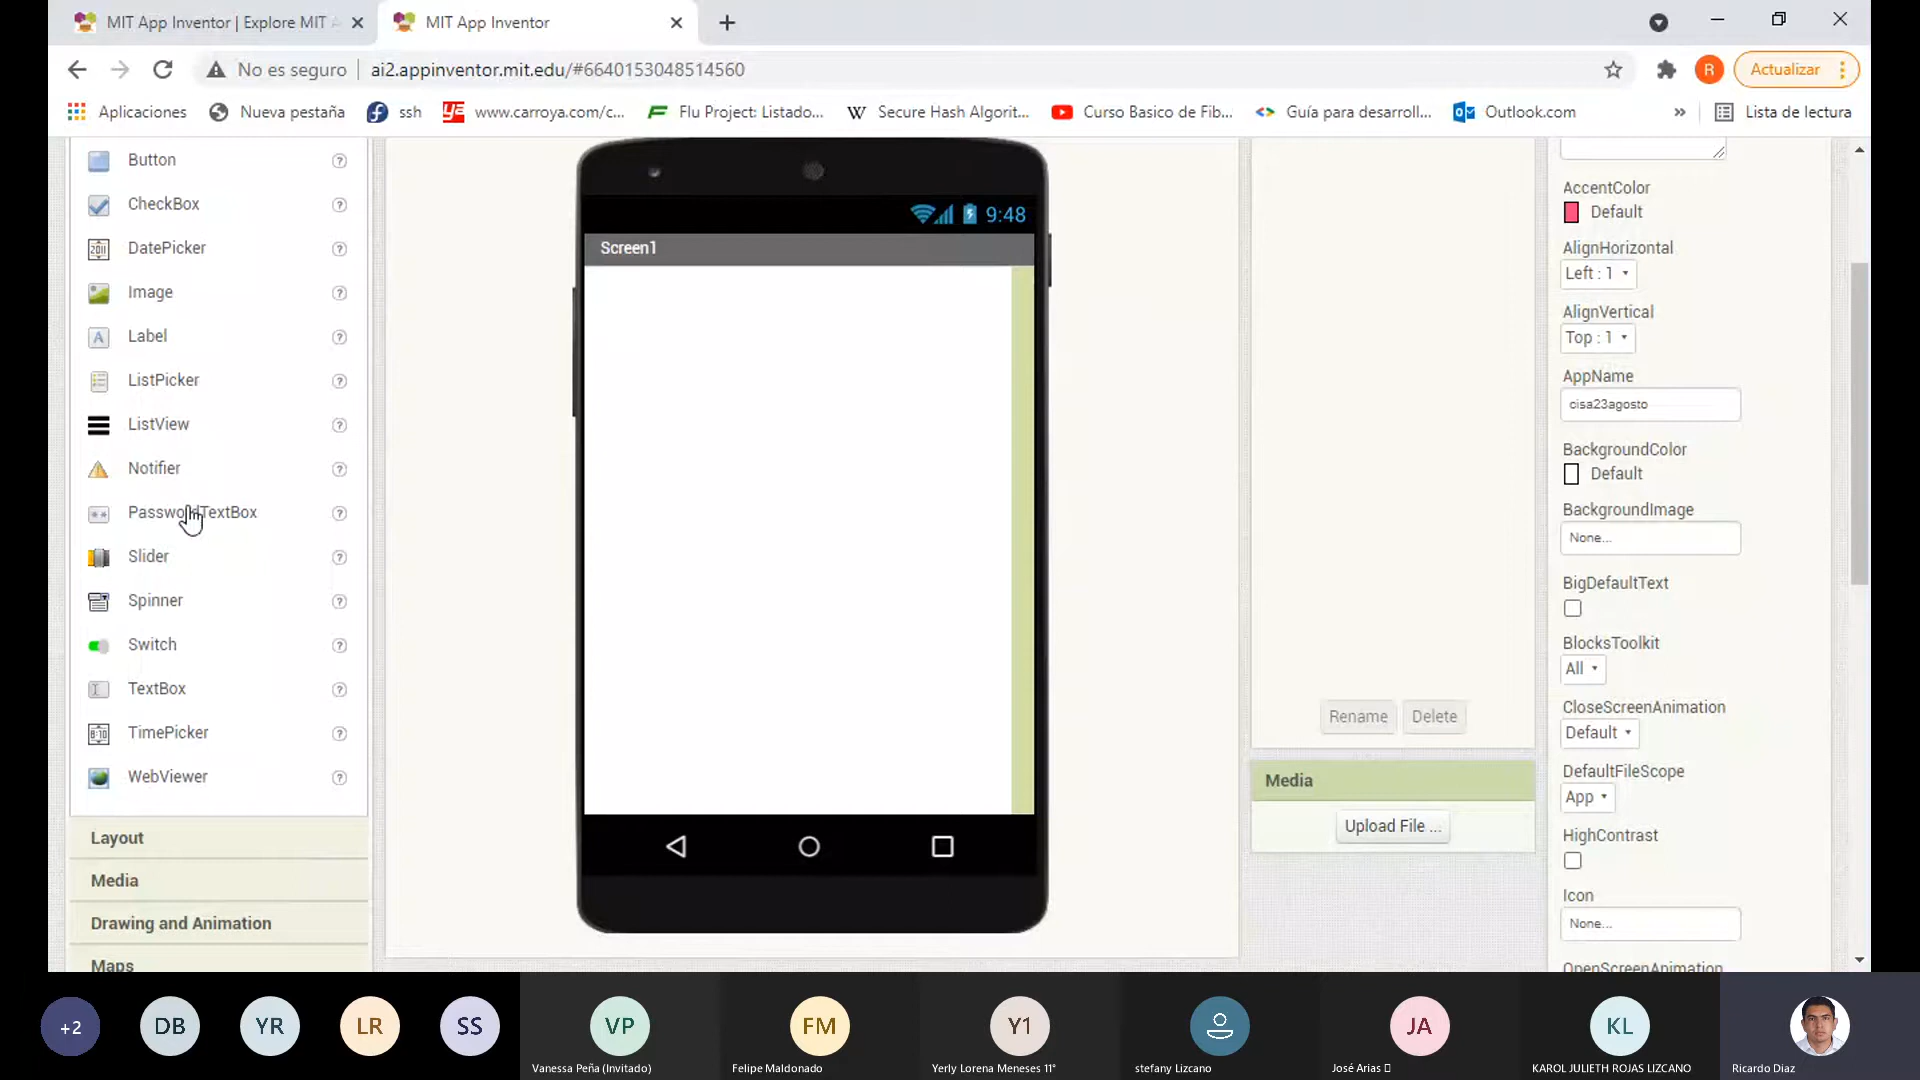 MIT App Inventor | Explore MIT A
MIT App Inventor
No es seguro
ai2.appinventor.mit.edu/#6640153048514560
R
Actualizar
Aplicaciones
Nueva pestaña
ssh
www.carroya.com/c...
Flu Project: Listado...
W Secure Hash Algorit...
Curso Basico de Fib...
Guía para desarroll...
Outlook.com
»
Lista de lectura
Button ?
CheckBox ?
2011 DatePicker ?
Image ?
A Label ?
ListPicker ?
ListView ?
Notifier ?
PasswordTextBox ?
Slider ?
Spinner ?
Switch ?
TextBox ?
8:10 TimePicker ?
WebViewer ?
Layout
Media
Drawing and Animation
Maps
9:48
Screen1
Rename
Delete
Media
Upload File ...
AccentColor
Default
AlignHorizontal
Left : 1
AlignVertical
Top : 1
AppName
cisa23agosto
BackgroundColor
Default
BackgroundImage
None...
BigDefaultText
BlocksToolkit
All
CloseScreenAnimation
Default
DefaultFileScope
App
HighContrast
Icon
None...
OpenScreenAnimation
+2
DB
YR
LR
SS
VP
Vanessa Peña (Invitado)
FM
Felipe Maldonado
Y1
Yerly Lorena Meneses 11°
stefany Lizcano
JA
José Arias
KL
KAROL JULIETH ROJAS LIZCANO
Ricardo Diaz